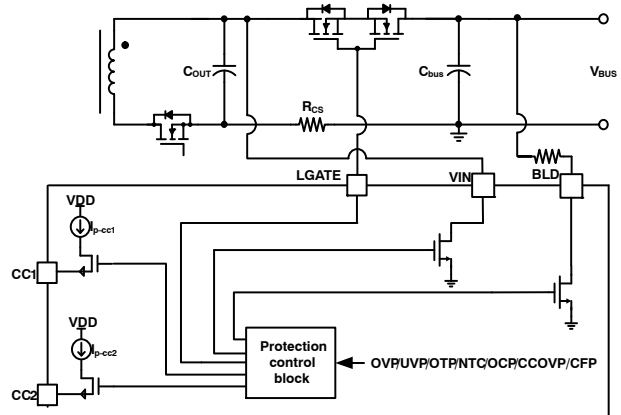 COUT
Cbus
VBUS
RCS
LGATE
VIN
BLD
VDD
Ip-cc1
CC1
VDD
Ip-cc2
CC2
Protection
control
block
OVP/UVP/OTP/NTC/OCP/CCOVP/CFP